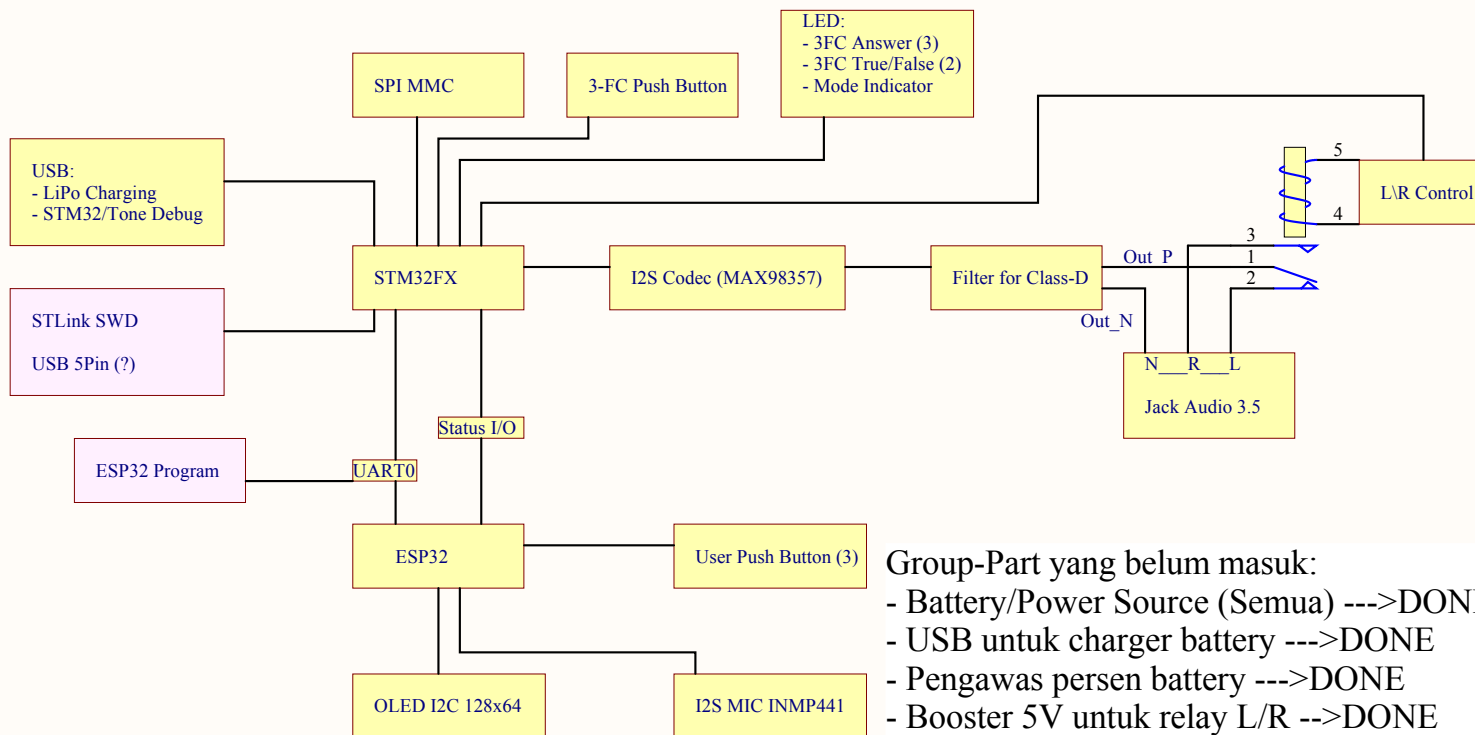 LED:
- 3FC Answer (3)
- 3FC True/False (2)
- Mode Indicator
SPI MMC
3-FC Push Button
USB:
- LiPo Charging
- STM32/Tone Debug
5
L\R Control
4
3
STM32FX
I2S Codec (MAX98357)
Filter for Class-D
Out_P
1
2
Out_N
STLink SWD
USB 5Pin (?)
N___R___L
Jack Audio 3.5
Status I/O
ESP32 Program
UART0
ESP32
User Push Button (3)
Group-Part yang belum masuk:
- Battery/Power Source (Semua) --->DONE
- USB untuk charger battery --->DONE
- Pengawas persen battery --->DONE
- Booster 5V untuk relay L/R -->DONE
OLED I2C 128x64
I2S MIC INMP441